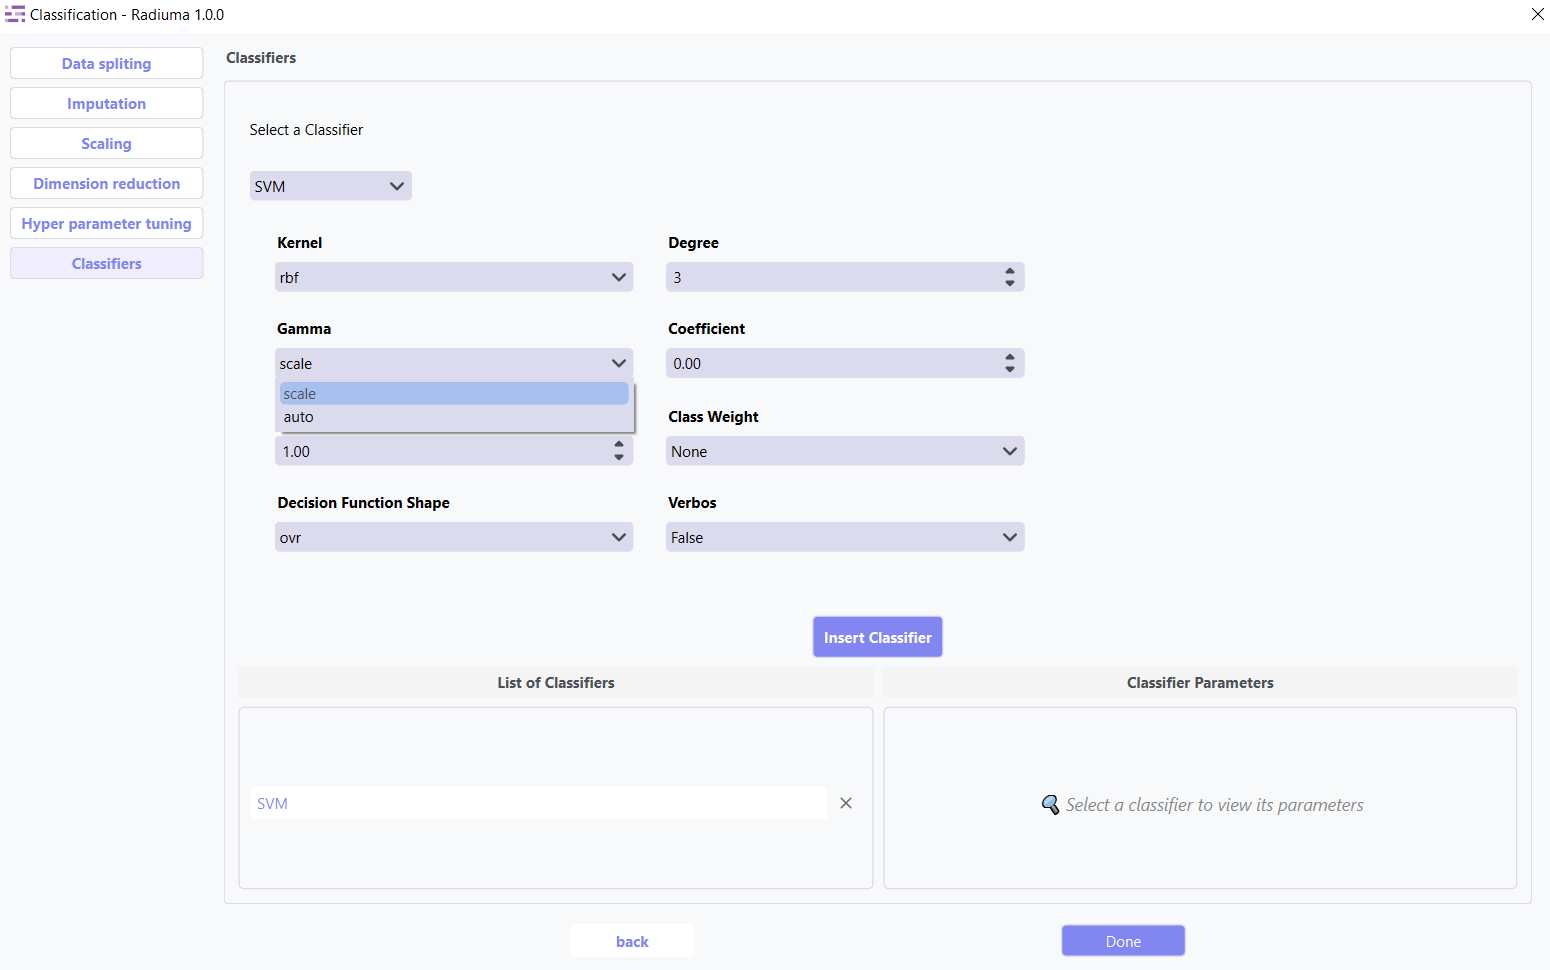 Classification - Radiuma 1.0.0
Data spliting
Imputation
Scaling
Dimension reduction
Hyper parameter tuning
Classifiers
Classifiers
Select a Classifier
SVM
Kernel
Degree
rbf
3
Gamma
Coefficient
scale
0.00
scale
auto
Class Weight
1.00
None
Decision Function Shape
Verbos
ovr
False
Insert Classifier
List of Classifiers
Classifier Parameters
SVM
Select a classifier to view its parameters
back
Done